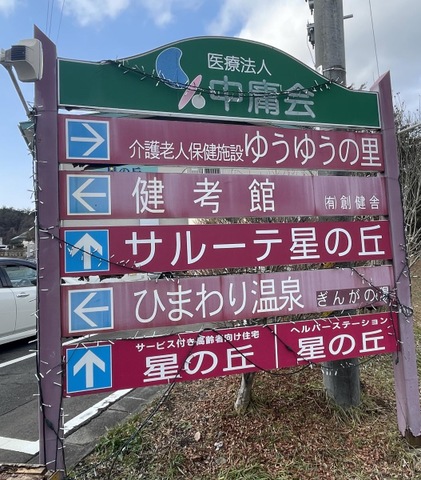 医療法人
中庸会
介護老人保健施設 ゆうゆうの里
健考館 ㈲創健舎
サルーテ星の丘
ひまわり温泉 ぎんがの湯
サービス付き高齢者向け住宅 ヘルパーステーション
星の丘 星の丘